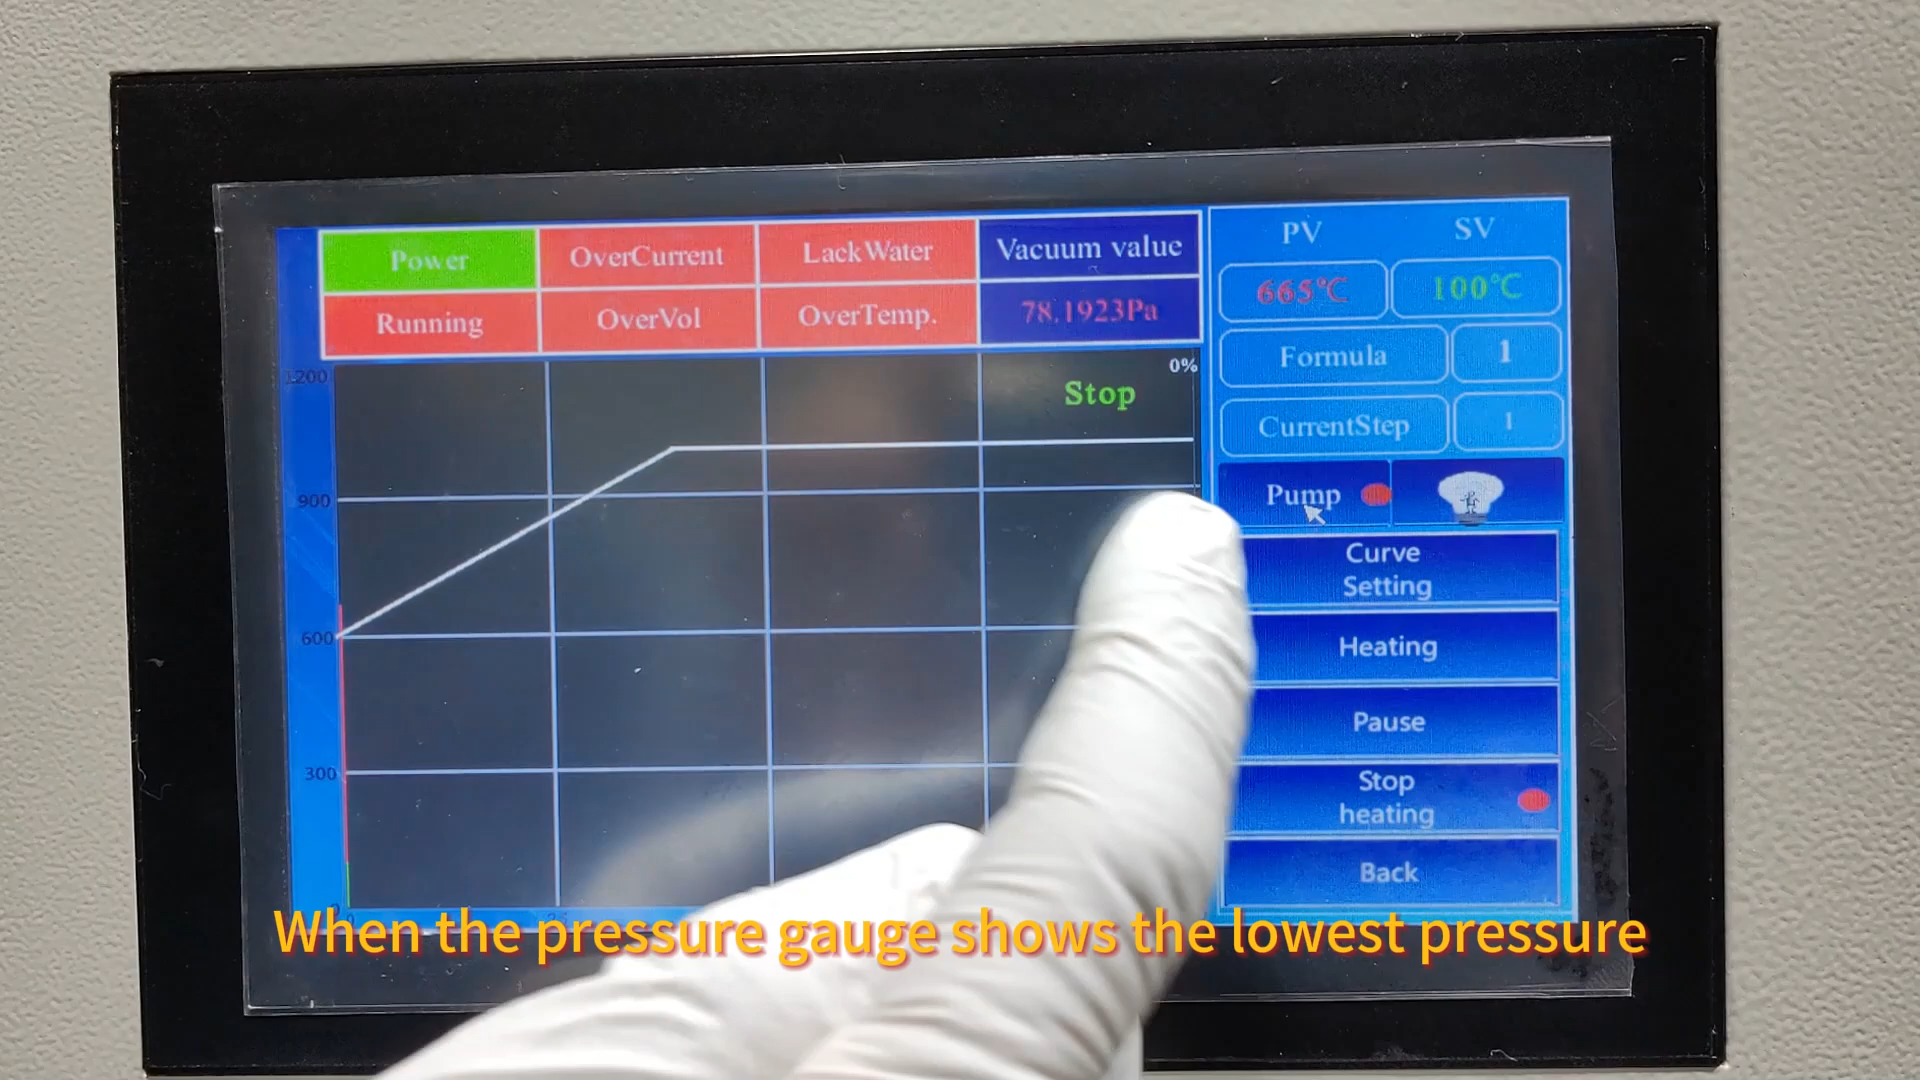 Power
OverCurrent
LackWater
Vacuum value
Running
OverVol
OverTemp.
78.1923Pa
PV
SV
665℃
100℃
Formula
1
CurrentStep
1
Pump
Curve
Setting
Heating
Pause
Stop
heating
Back
1200
0%
Stop
900
600
300
0
When the pressure gauge shows the lowest pressure